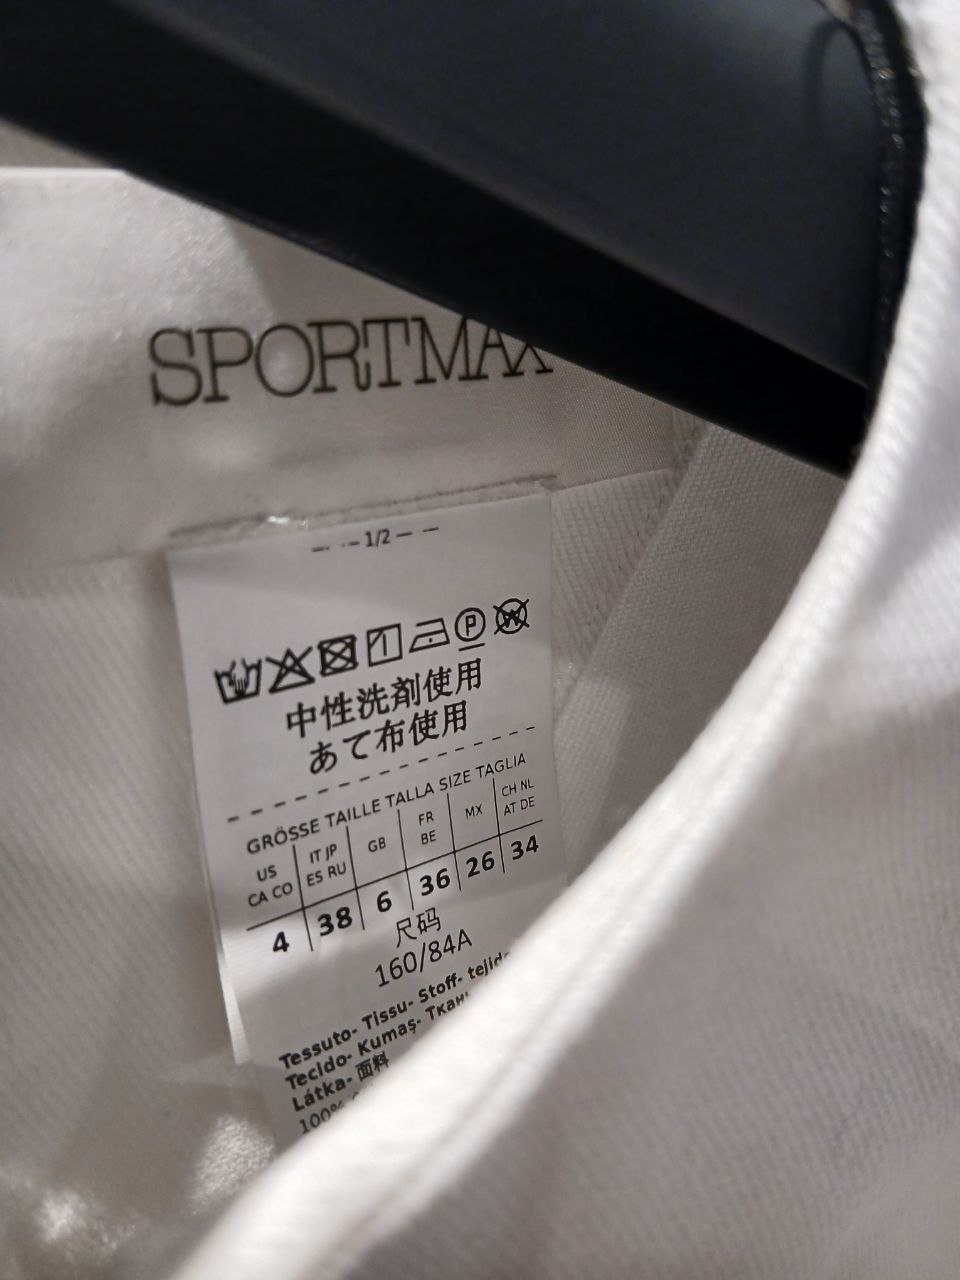 SPORTMAX
1/2
中性洗剤使用
あて布使用
GRÖSSE TAILLE TALLA SIZE TAGLIA
US CA CO
IT JP ES RU
GB
FR BE
MX
CH NL AT DE
4 38 6 36 26 34
尺码
160/84A
Tessuto- Tissu- Stoff-
Tecido- Kumaş-
Látka- 面料
100%